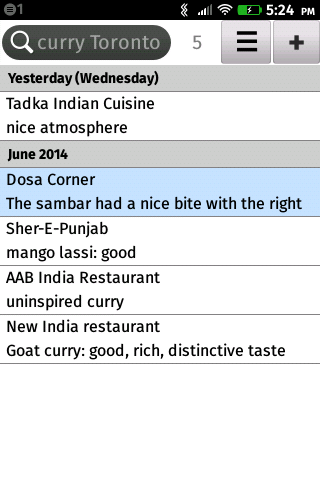 1 5:24 PM
curry Toronto 5
Yesterday (Wednesday)
Tadka Indian Cuisine
nice atmosphere
June 2014
Dosa Corner
The sambar had a nice bite with the right
Sher-E-Punjab
mango lassi: good
AAB India Restaurant
uninspired curry
New India restaurant
Goat curry: good, rich, distinctive taste